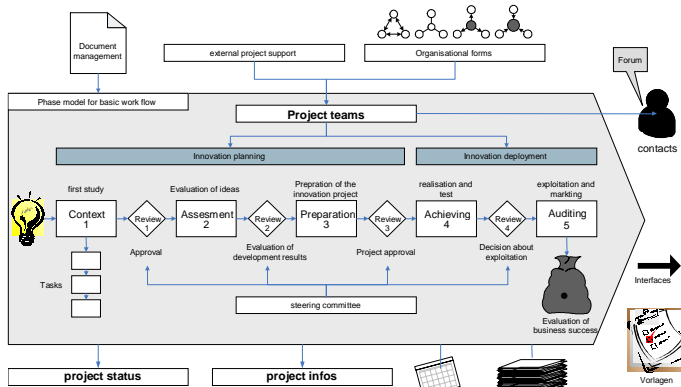 Document
management
external project support
Organisational forms
Forum
contacts
Phase model for basic work flow
Project teams
Innovation planning
Innovation deployment
first study
Evaluation of ideas
Prepration of the
innovation project
realisation and
test
exploitation and
markting
Context
1
Review
1
Assesment
2
Review
2
Preparation
3
Review
3
Achieving
4
Review
4
Auditing
5
Approval
Evaluation of
development results
Project approval
Decision about
exploitation
Tasks
steering committee
Evaluation of
business success
Interfaces
Vorlagen
project status
project infos